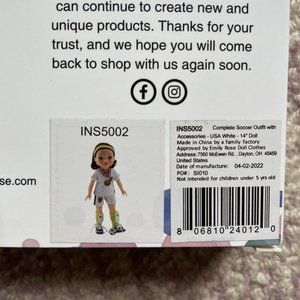 can continue to create new and
unique products. Thanks for your
trust, and we hope you will come
back to shop with us again soon.
INS5002
INS5002 Complete Soccer Outfit with
Accessories - USA White - 14" Doll
Made in China by a family factory
Approved by Emily Rose Doll Clothes
Address: 7560 McEwen Rd., Dayton, OH 45459
United States
Date of manufacture: 04-02-2022
PO#: SI010
Not intended for children under 5 yrs old
se.com
8 06810 24012 0